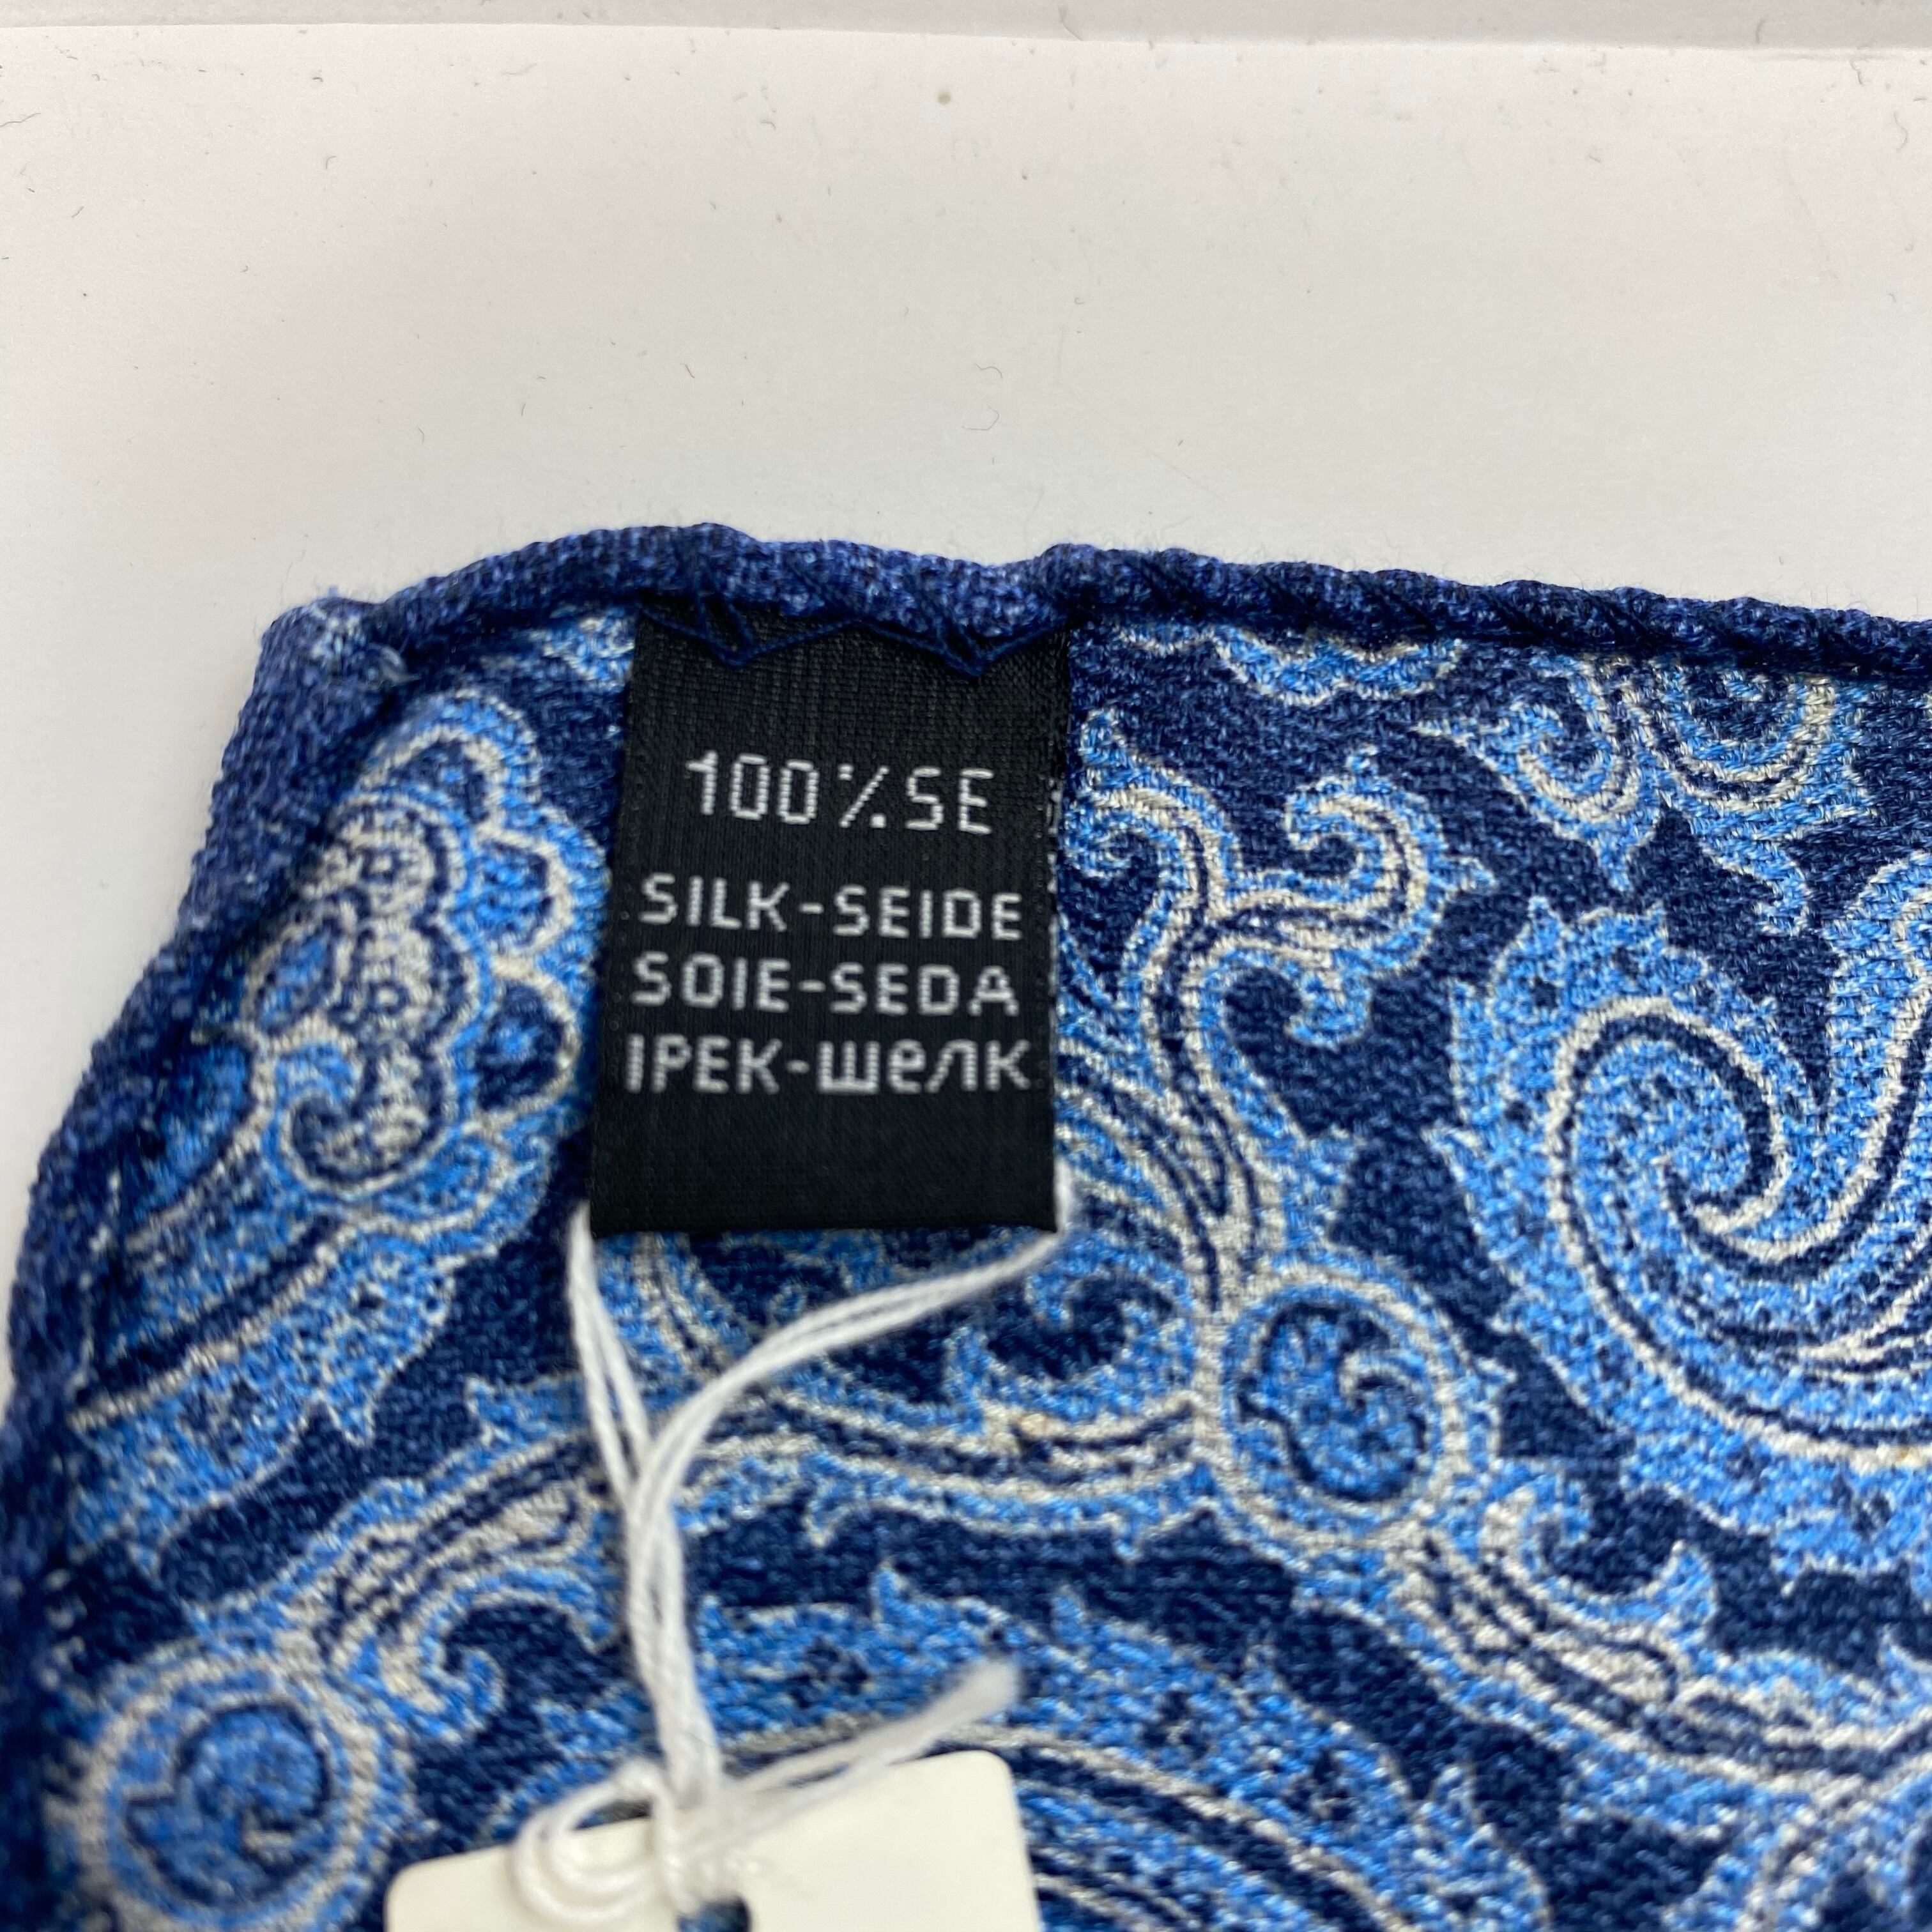 100%SE
SILK-SEIDE
SOIE-SEDA
IPEK-шелк